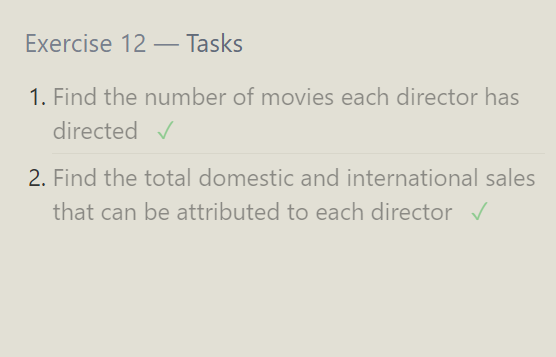 Exercise 12 — Tasks
1. Find the number of movies each director has
directed ✓
2. Find the total domestic and international sales
that can be attributed to each director ✓